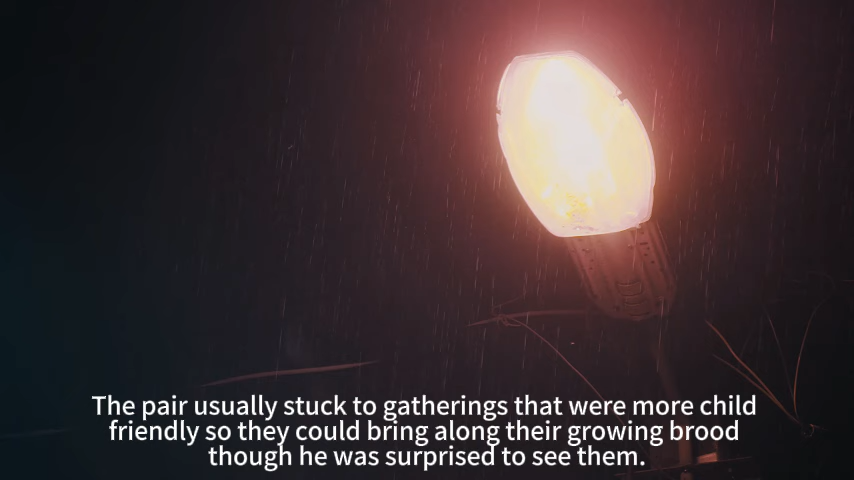 The pair usually stuck to gatherings that were more child
friendly so they could bring along their growing brood
though he was surprised to see them.